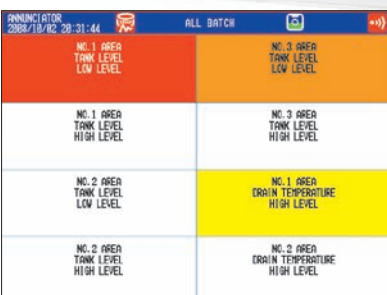 ANNUNCIATOR
2008/10/02 20:31:44
ALL BATCH
NO.1 AREA
TANK LEVEL
LOW LEVEL
NO.3 AREA
TANK LEVEL
LOW LEVEL
NO.1 AREA
TANK LEVEL
HIGH LEVEL
NO.3 AREA
TANK LEVEL
HIGH LEVEL
NO.2 AREA
TANK LEVEL
LOW LEVEL
NO.1 AREA
DRAIN TEMPERATURE
HIGH LEVEL
NO.2 AREA
TANK LEVEL
HIGH LEVEL
NO.2 AREA
DRAIN TEMPERATURE
HIGH LEVEL